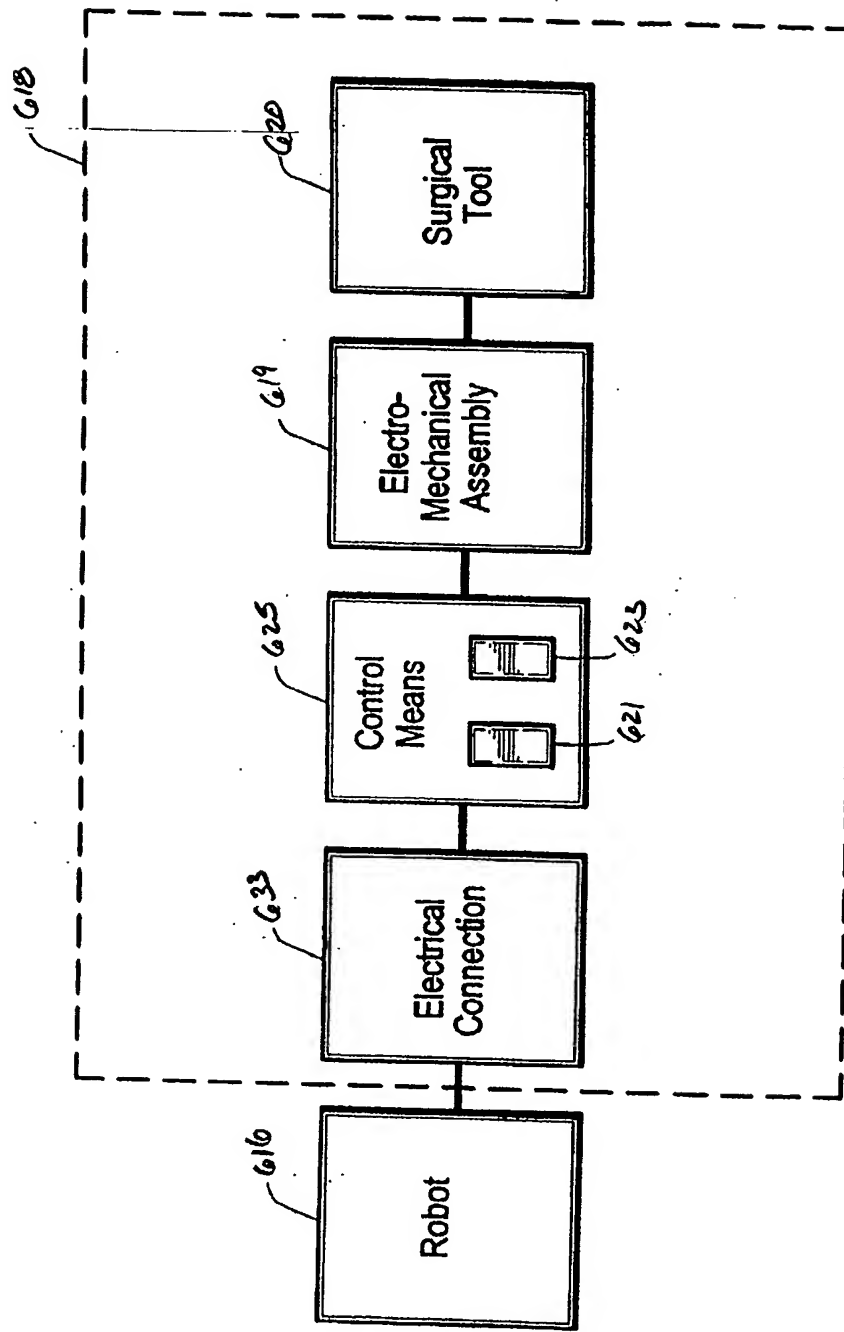 618
616
Robot
633
Electrical
Connection
625
Control
Means
621
623
619
Electro-
Mechanical
Assembly
620
Surgical
Tool